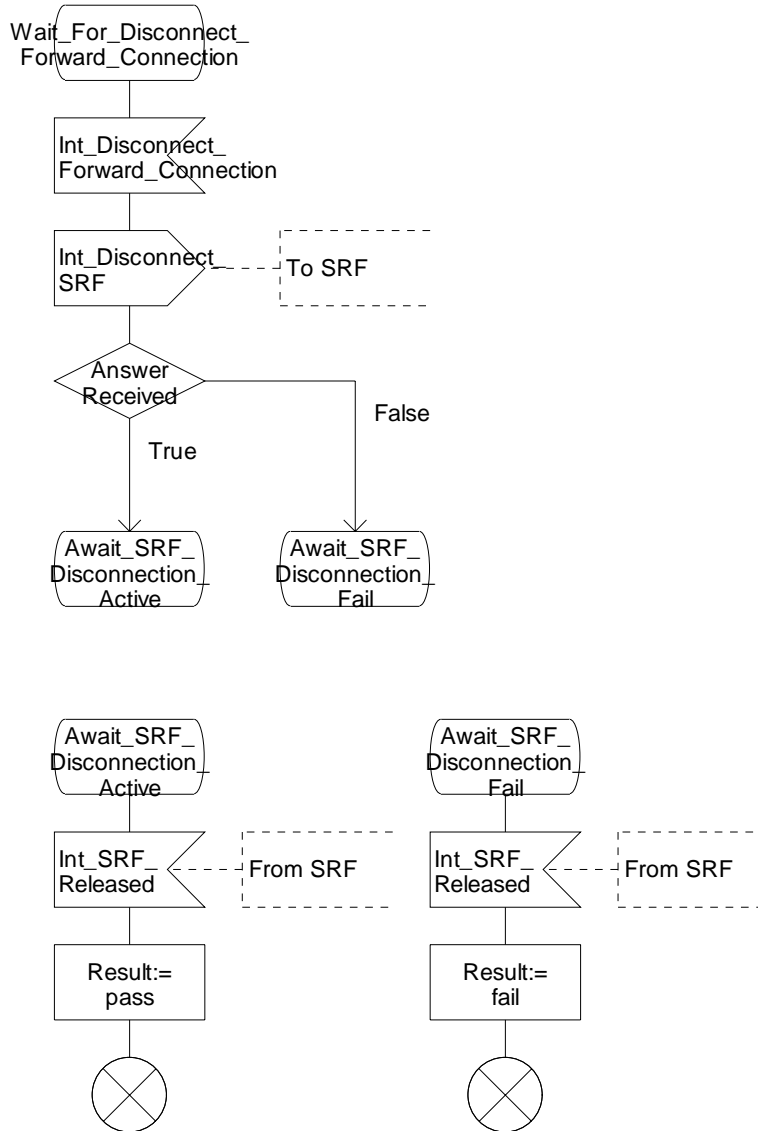 Wait_For_Disconnect_
Forward_Connection
Int_Disconnect_
Forward_Connection
Int_Disconnect_
SRF
To SRF
Answer
Received
False
True
Await_SRF_
Disconnection_
Active
Await_SRF_
Disconnection_
Fail
Await_SRF_
Disconnection_
Active
Await_SRF_
Disconnection_
Fail
Int_SRF_
Released
From SRF
Int_SRF_
Released
From SRF
Result:=
pass
Result:=
fail